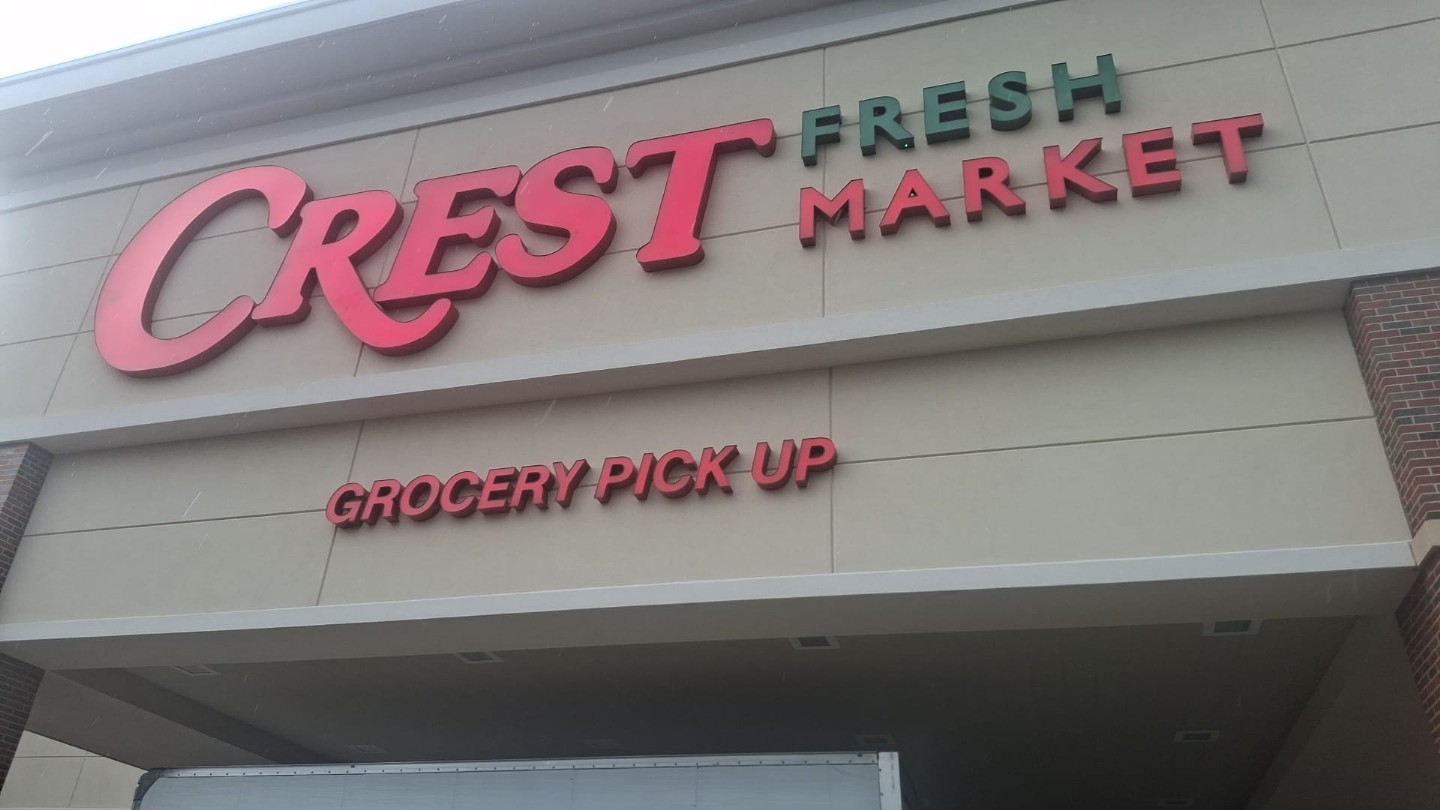 CREST
FRESH
MARKET
GROCERY PICK UP